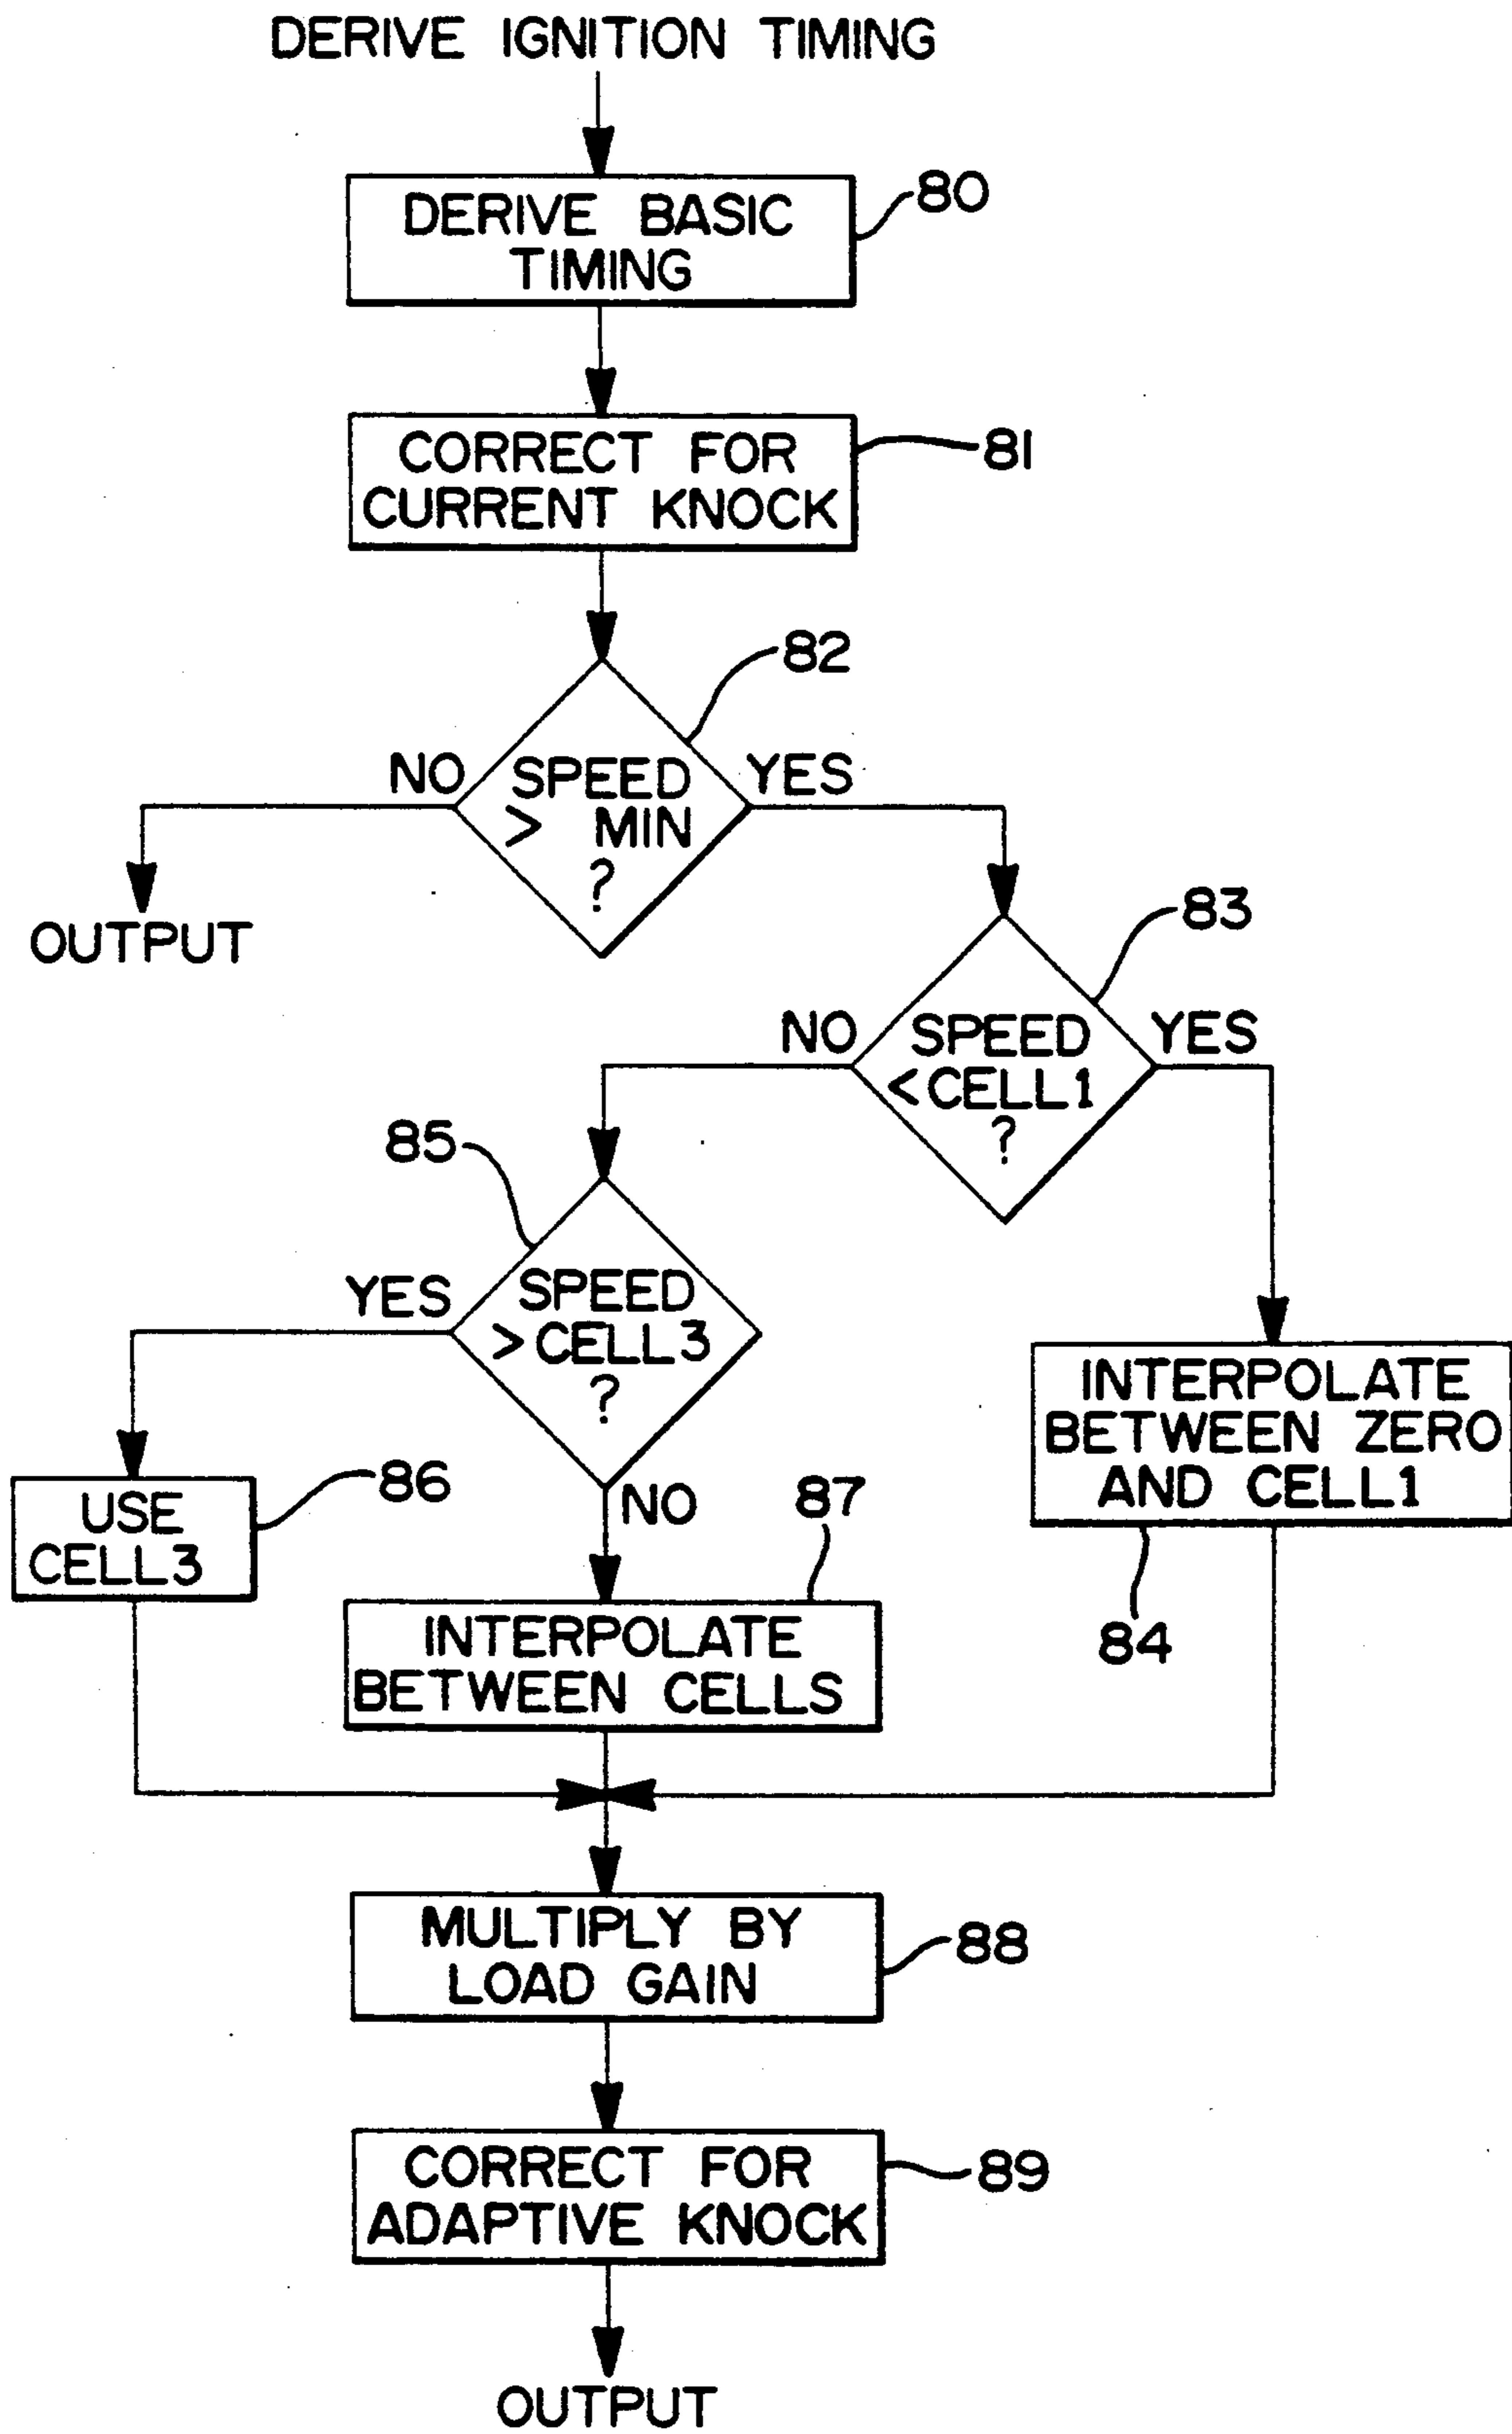 DERIVE IGNITION TIMING
80
DERIVE BASIC
TIMING
81
CORRECT FOR
CURRENT KNOCK
82
NO
SPEED
> MIN
?
YES
OUTPUT
83
NO
SPEED
< CELL1
?
YES
85
YES
SPEED
> CELL3
?
NO
INTERPOLATE
BETWEEN ZERO
AND CELL1
84
86
USE
CELL3
87
INTERPOLATE
BETWEEN CELLS
MULTIPLY BY
LOAD GAIN
88
CORRECT FOR
ADAPTIVE KNOCK
89
OUTPUT